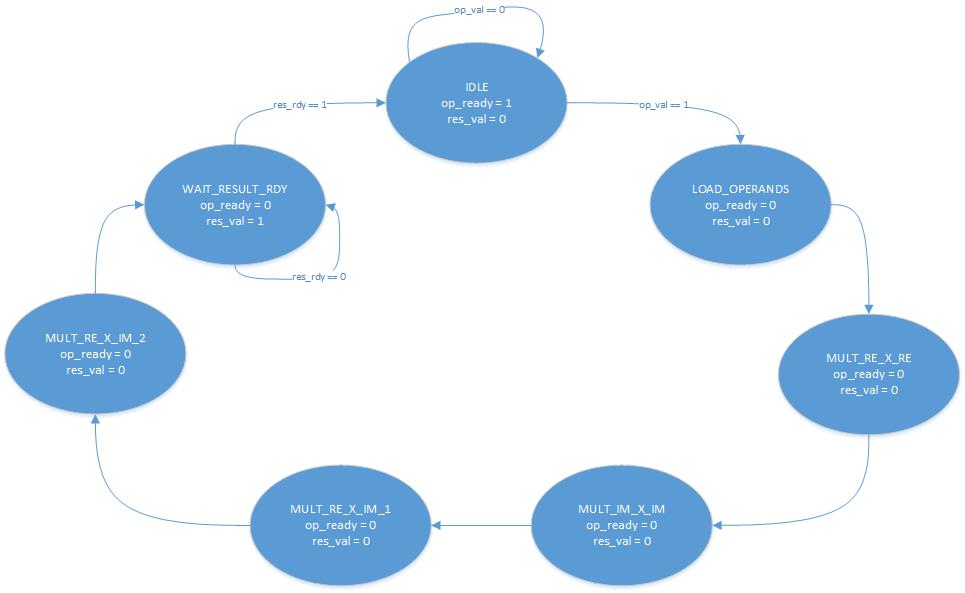 op_val == 0
IDLE
op_ready = 1
res_val = 0
res_rdy == 1
op_val == 1
WAIT_RESULT_RDY
op_ready = 0
res_val = 1
LOAD_OPERANDS
op_ready = 0
res_val = 0
res_rdy == 0
MULT_RE_X_IM_2
op_ready = 0
res_val = 0
MULT_RE_X_RE
op_ready = 0
res_val = 0
MULT_RE_X_IM_1
op_ready = 0
res_val = 0
MULT_IM_X_IM
op_ready = 0
res_val = 0